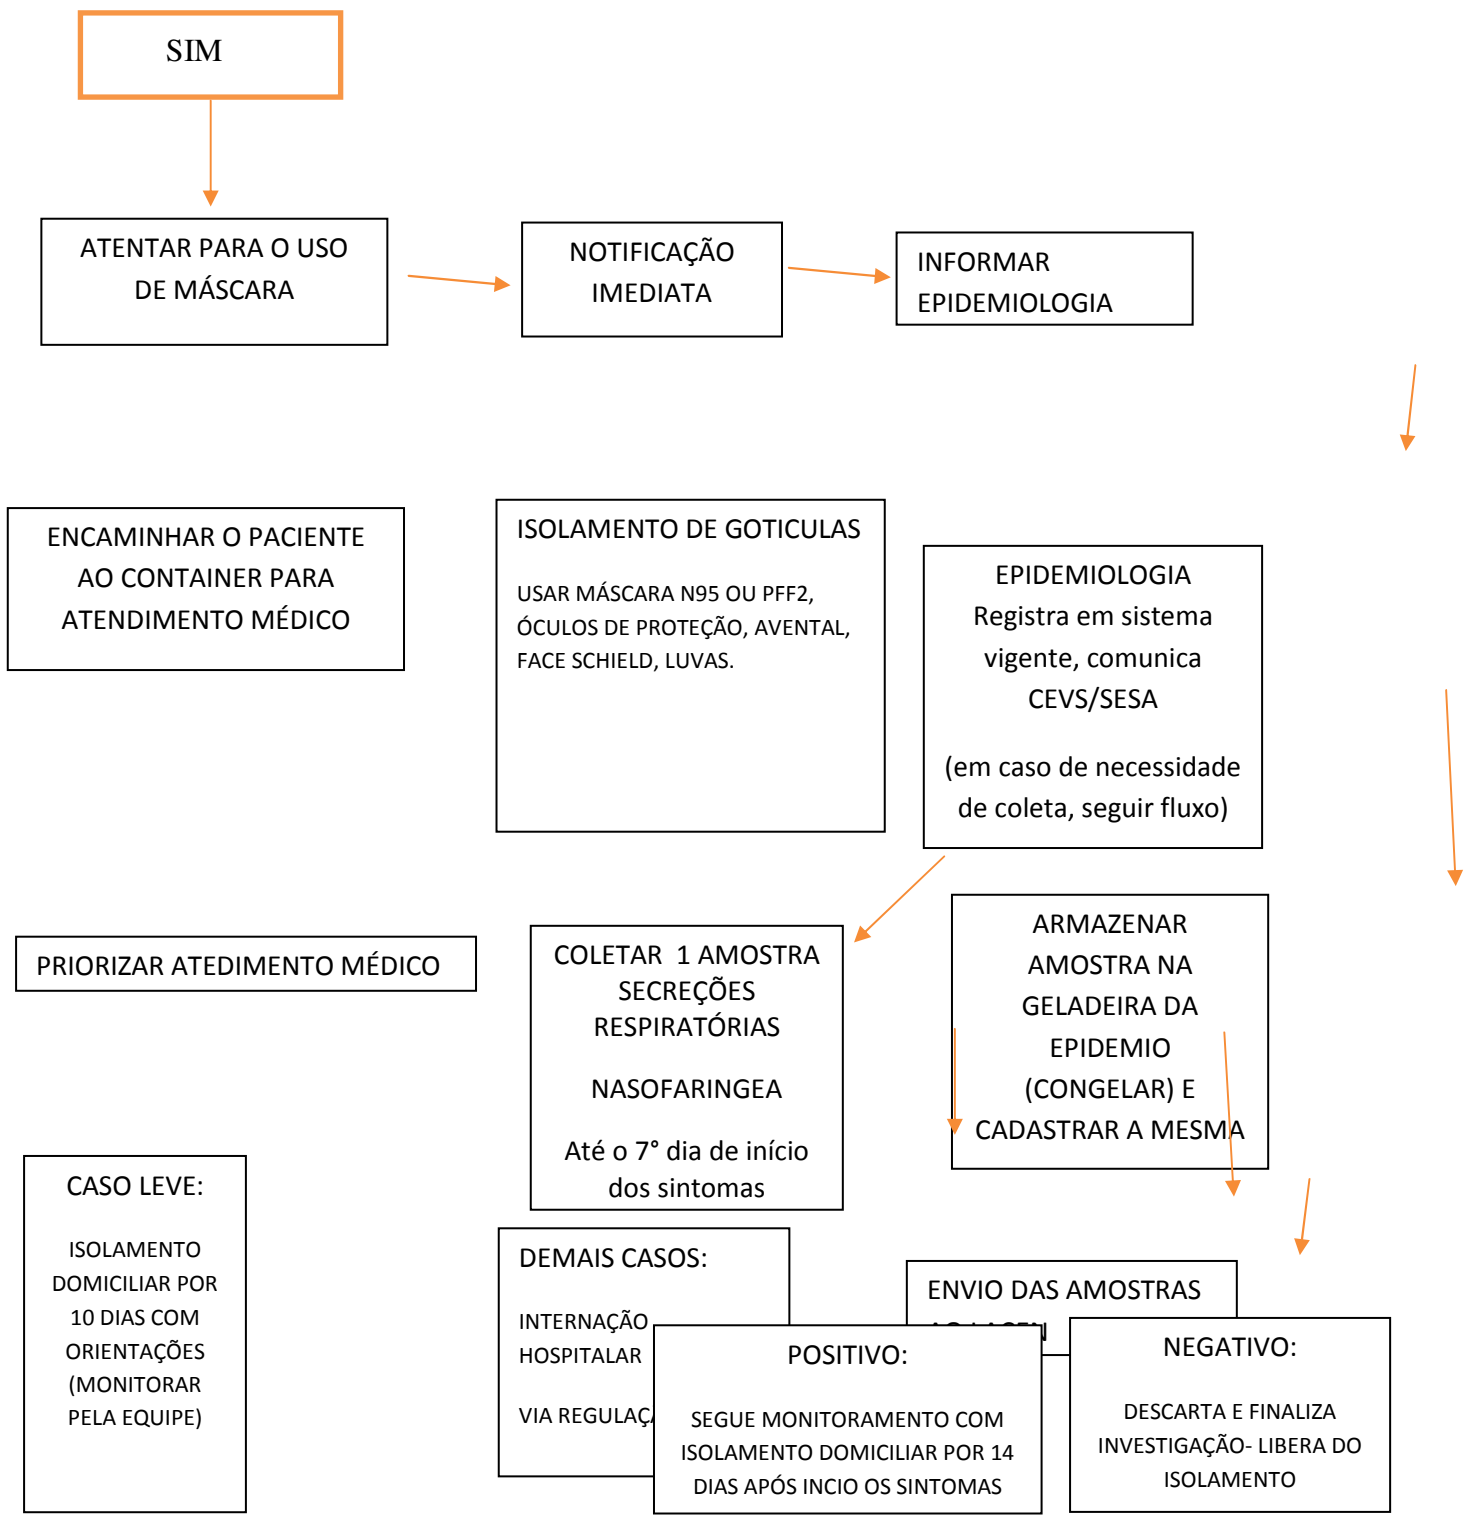 SIM
ATENTAR PARA O USO
DE MÁSCARA
NOTIFICAÇÃO
IMEDIATA
INFORMAR
EPIDEMIOLOGIA
ENCAMINHAR O PACIENTE
AO CONTAINER PARA
ATENDIMENTO MÉDICO
ISOLAMENTO DE GOTICULAS
USAR MÁSCARA N95 OU PFF2,
ÓCULOS DE PROTEÇÃO, AVENTAL,
FACE SCHIELD, LUVAS.
EPIDEMIOLOGIA
Registra em sistema
vigente, comunica
CEVS/SESA
(em caso de necessidade
de coleta, seguir fluxo)
PRIORIZAR ATEDIMENTO MÉDICO
COLETAR 1 AMOSTRA
SECREÇÕES
RESPIRATÓRIAS
NASOFARINGEA
Até o 7° dia de início
dos sintomas
ARMAZENAR
AMOSTRA NA
GELADEIRA DA
EPIDEMIO
(CONGELAR) E
CADASTRAR A MESMA
CASO LEVE:
ISOLAMENTO
DOMICILIAR POR
10 DIAS COM
ORIENTAÇÕES
(MONITORAR
PELA EQUIPE)
DEMAIS CASOS:
INTERNAÇÃO
HOSPITALAR
VIA
ENVIO DAS AMOSTRAS
POSITIVO:
SEGUE MONITORAMENTO COM
ISOLAMENTO DOMICILIAR POR 14
DIAS APÓS INCIO OS SINTOMAS
NEGATIVO:
DESCARTA E FINALIZA
INVESTIGAÇÃO- LIBERA DO
ISOLAMENTO